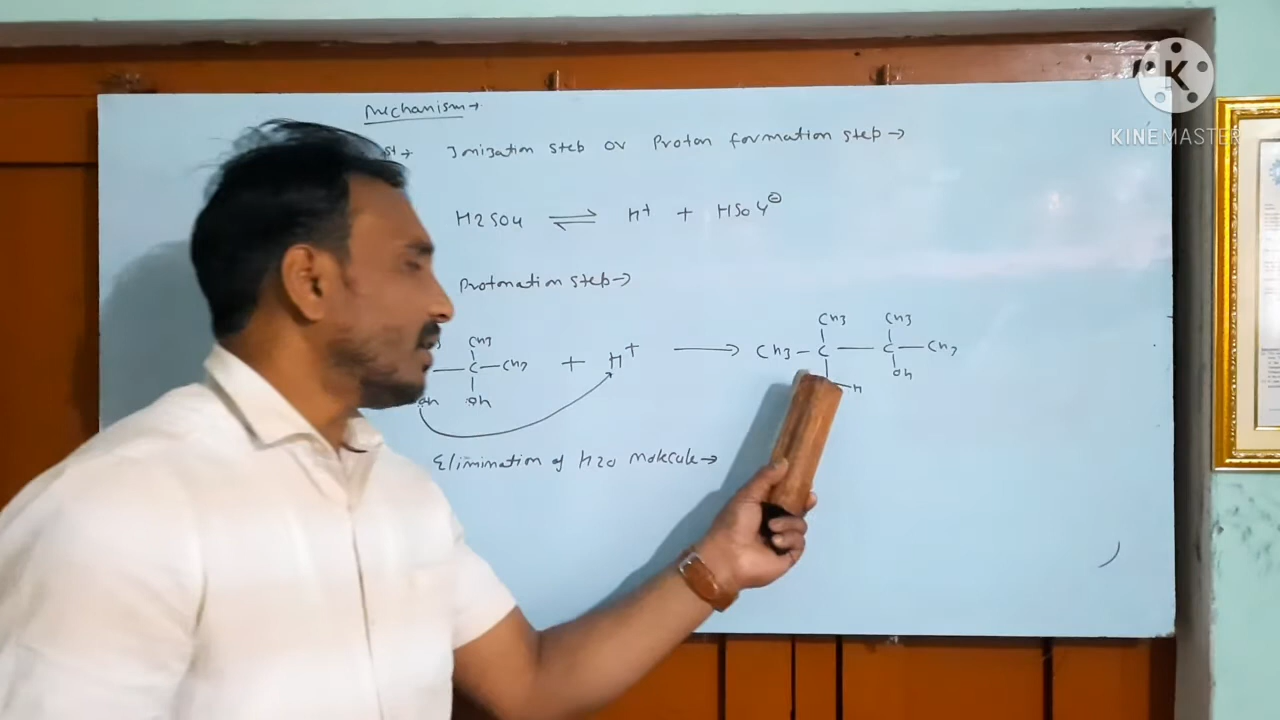 Mechanism →
st → Ionization step or Proton formation step →
H2SO4 ⇌ H+ + HSO4⊖
Protonation step →
CH3 CH3 CH3
— C — CH3 + H+ ⟶ CH3 — C — C — CH3
oh oh H oh
Elimination of H2O molecule →
K
KINEMASTER